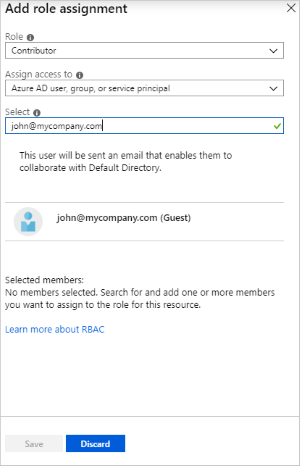 Add role assignment
Role
Contributor
Assign access to
Azure AD user, group, or service principal
Select
john@mycompany.com
This user will be sent an email that enables them to
collaborate with Default Directory.
john@mycompany.com (Guest)
Selected members:
No members selected. Search for and add one or more members
you want to assign to the role for this resource.
Learn more about RBAC
Save
Discard